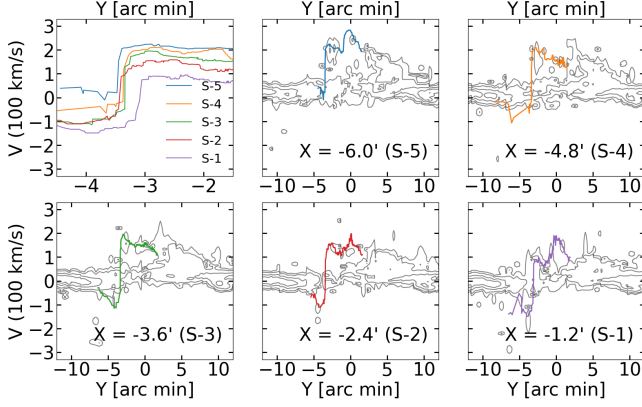 Y [arc min] Y [arc min] Y [arc min]
V (100 km/s)
3
2
1
0
−1
−2
−3
S-5
S-4
S-3
S-2
S-1
−4 −3 −2
X = -6.0' (S-5)
−10 −5 0 5 10
X = -4.8' (S-4)
−10 −5 0 5 10
V (100 km/s)
3
2
1
0
−1
−2
−3
X = -3.6' (S-3)
−10 −5 0 5 10
Y [arc min]
X = -2.4' (S-2)
−10 −5 0 5 10
Y [arc min]
X = -1.2' (S-1)
−10 −5 0 5 10
Y [arc min]